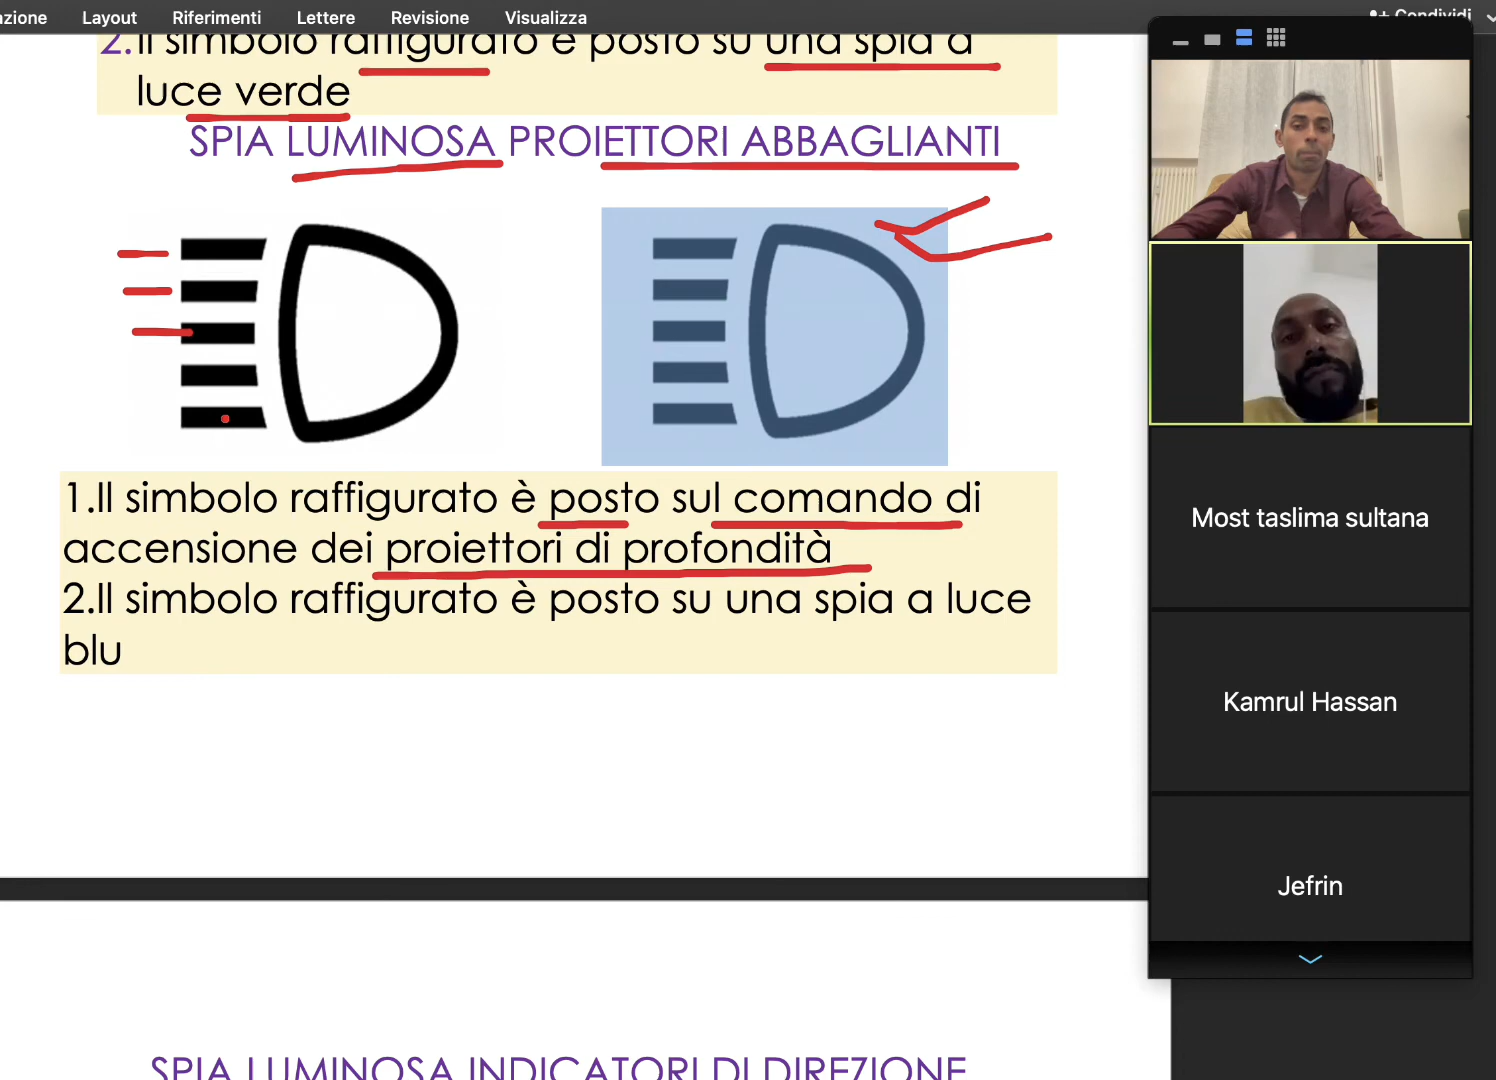 azione Layout Riferimenti Lettere Revisione Visualizza Condividi
2. Il simbolo raffigurato è posto su una spia a
luce verde
SPIA LUMINOSA PROIETTORI ABBAGLIANTI
1.Il simbolo raffigurato è posto sul comando di
accensione dei proiettori di profondità
2.Il simbolo raffigurato è posto su una spia a luce
blu
SPIA LUMINOSA INDICATORI DI DIREZIONE
Most taslima sultana
Kamrul Hassan
Jefrin